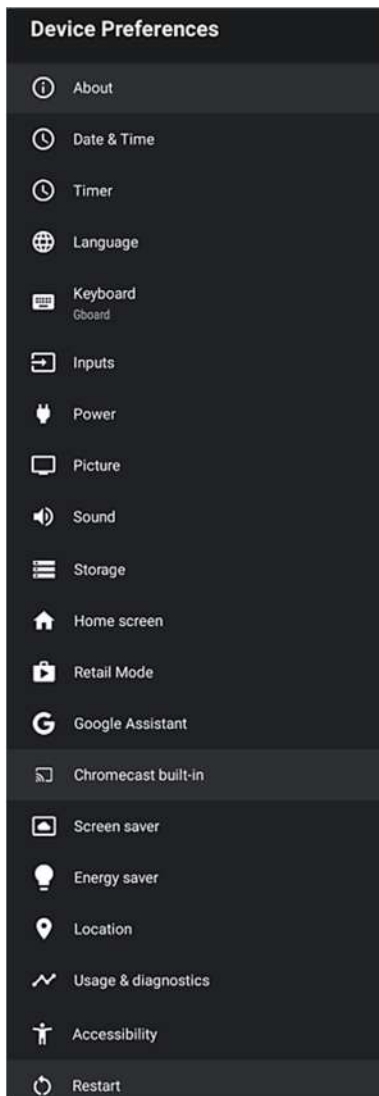 Device Preferences
About
Date & Time
Timer
Language
Keyboard
Gboard
Inputs
Power
Picture
Sound
Storage
Home screen
Retail Mode
Google Assistant
Chromecast built-in
Screen saver
Energy saver
Location
Usage & diagnostics
Accessibility
Restart